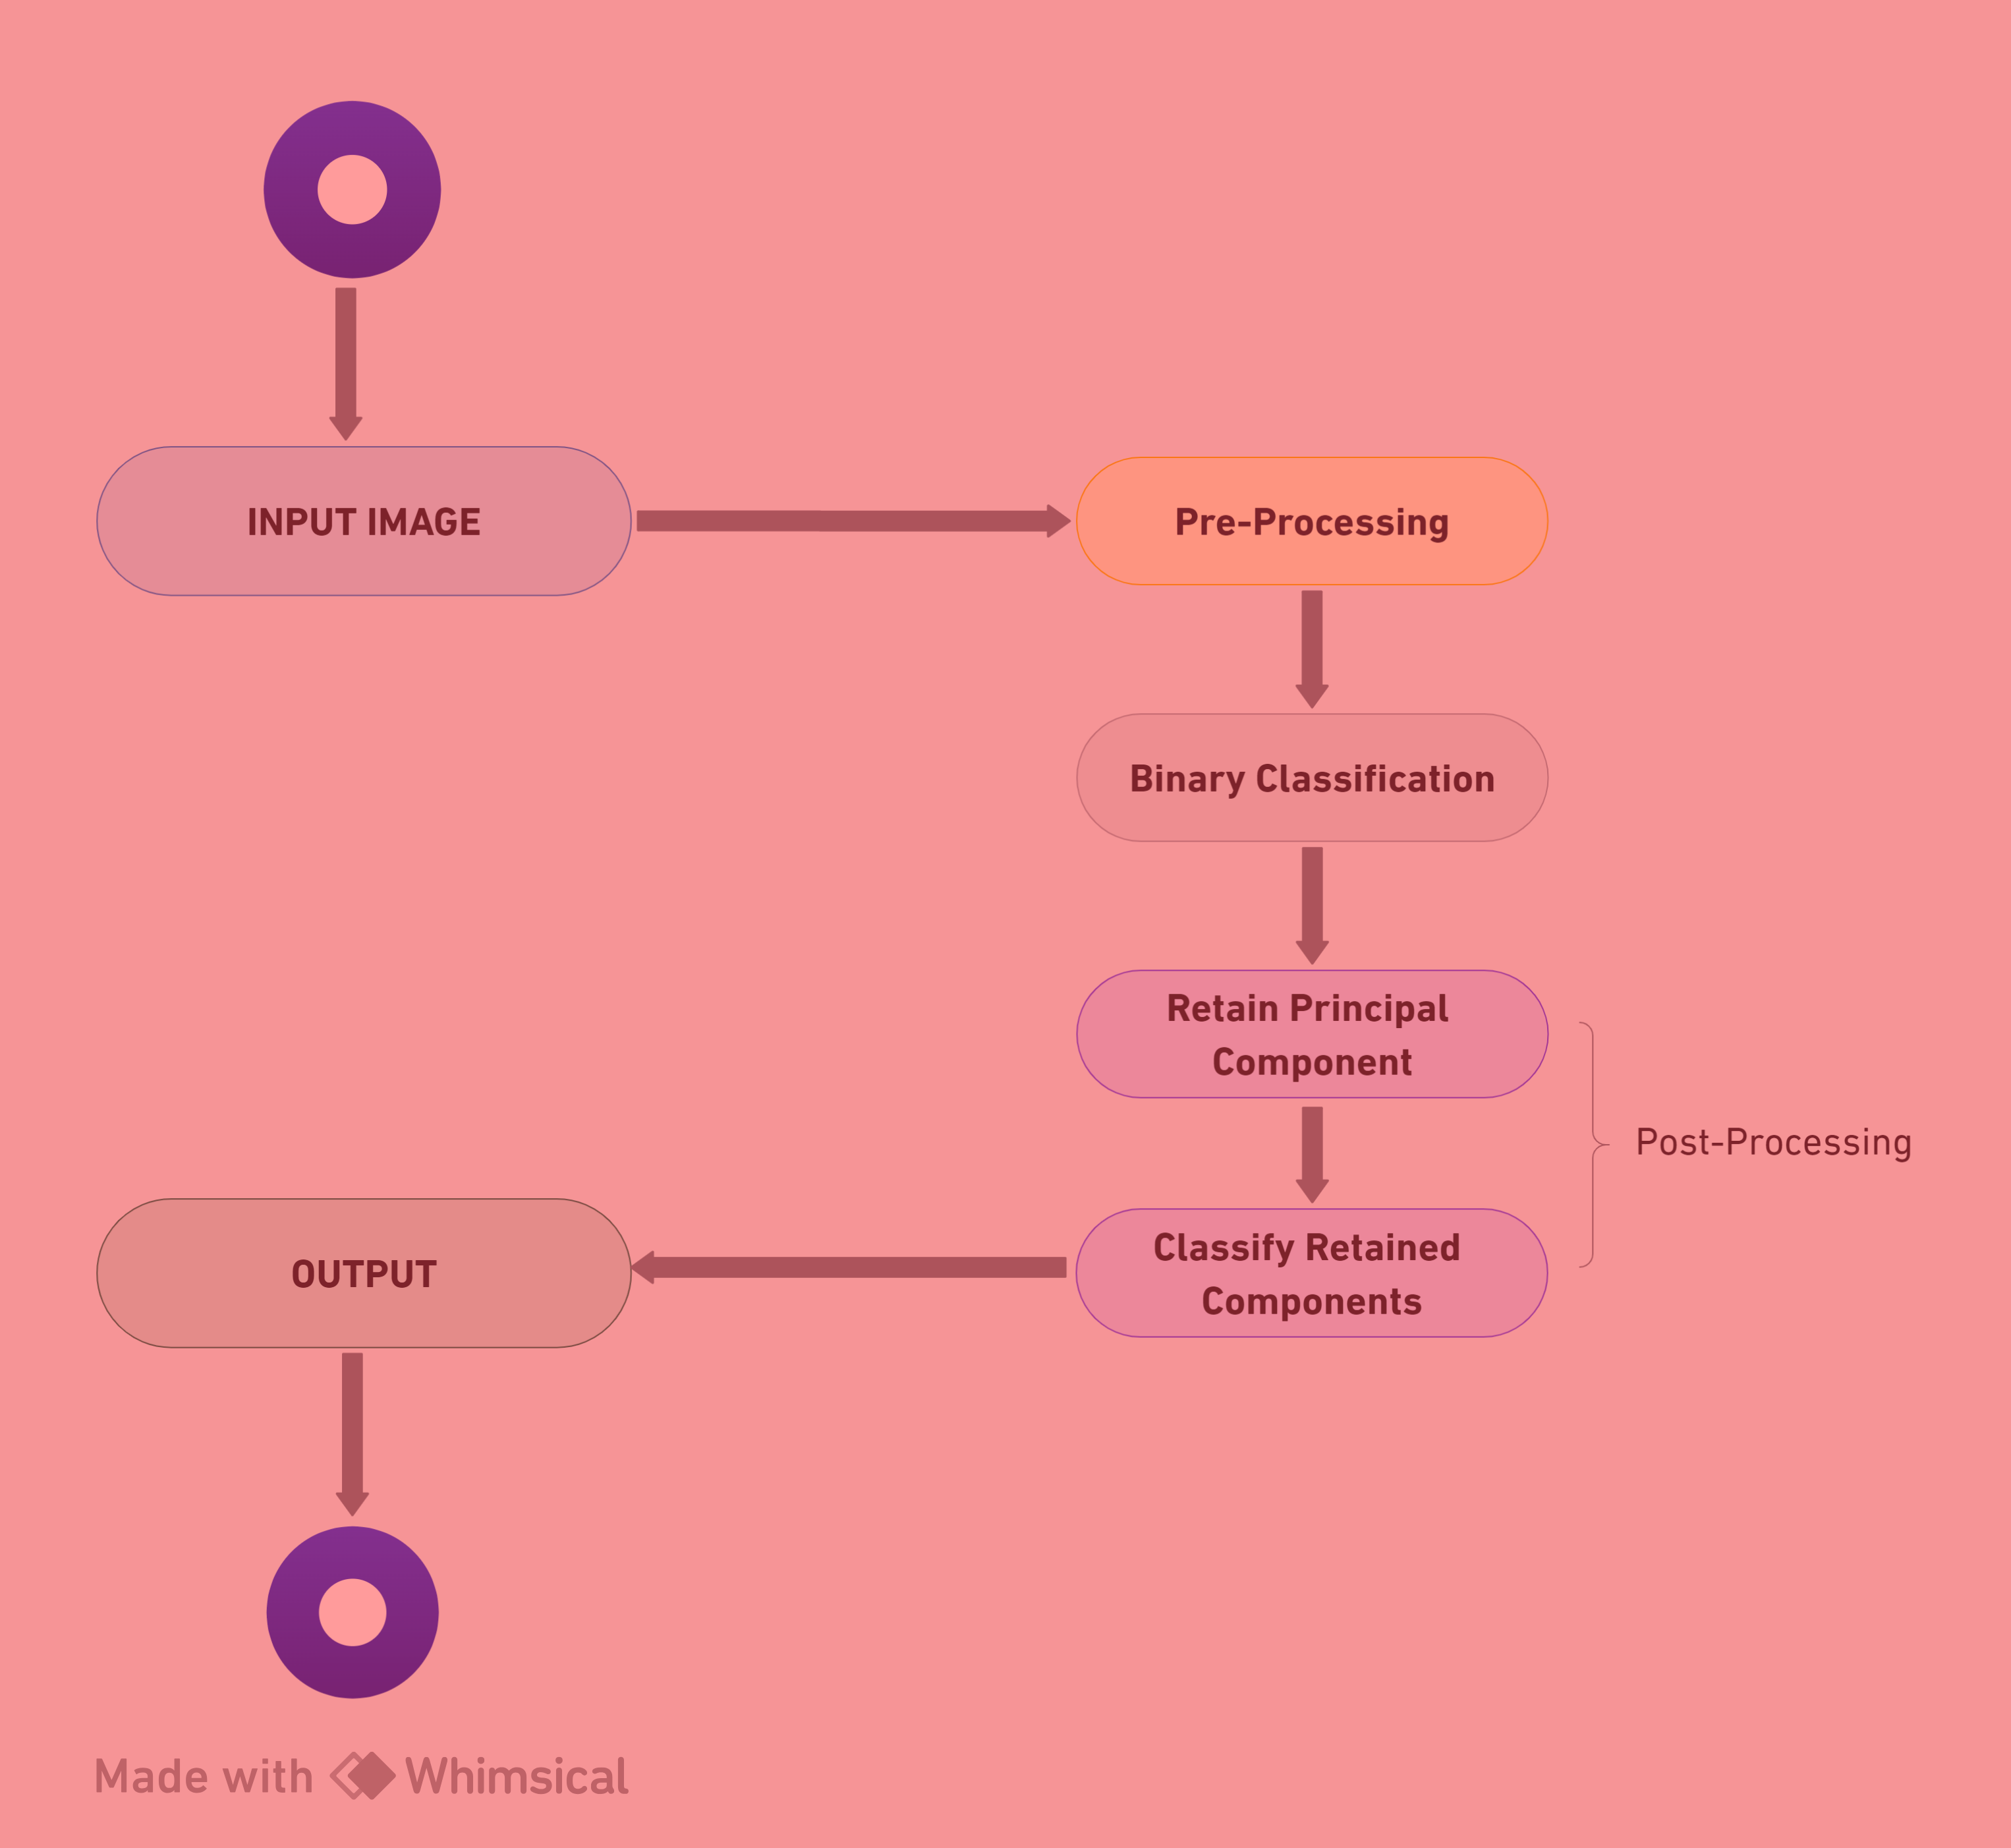 INPUT IMAGE
Pre-Processing
Binary Classification
Retain Principal
Component
Post-Processing
Classify Retained
Components
OUTPUT
Made with Whimsical